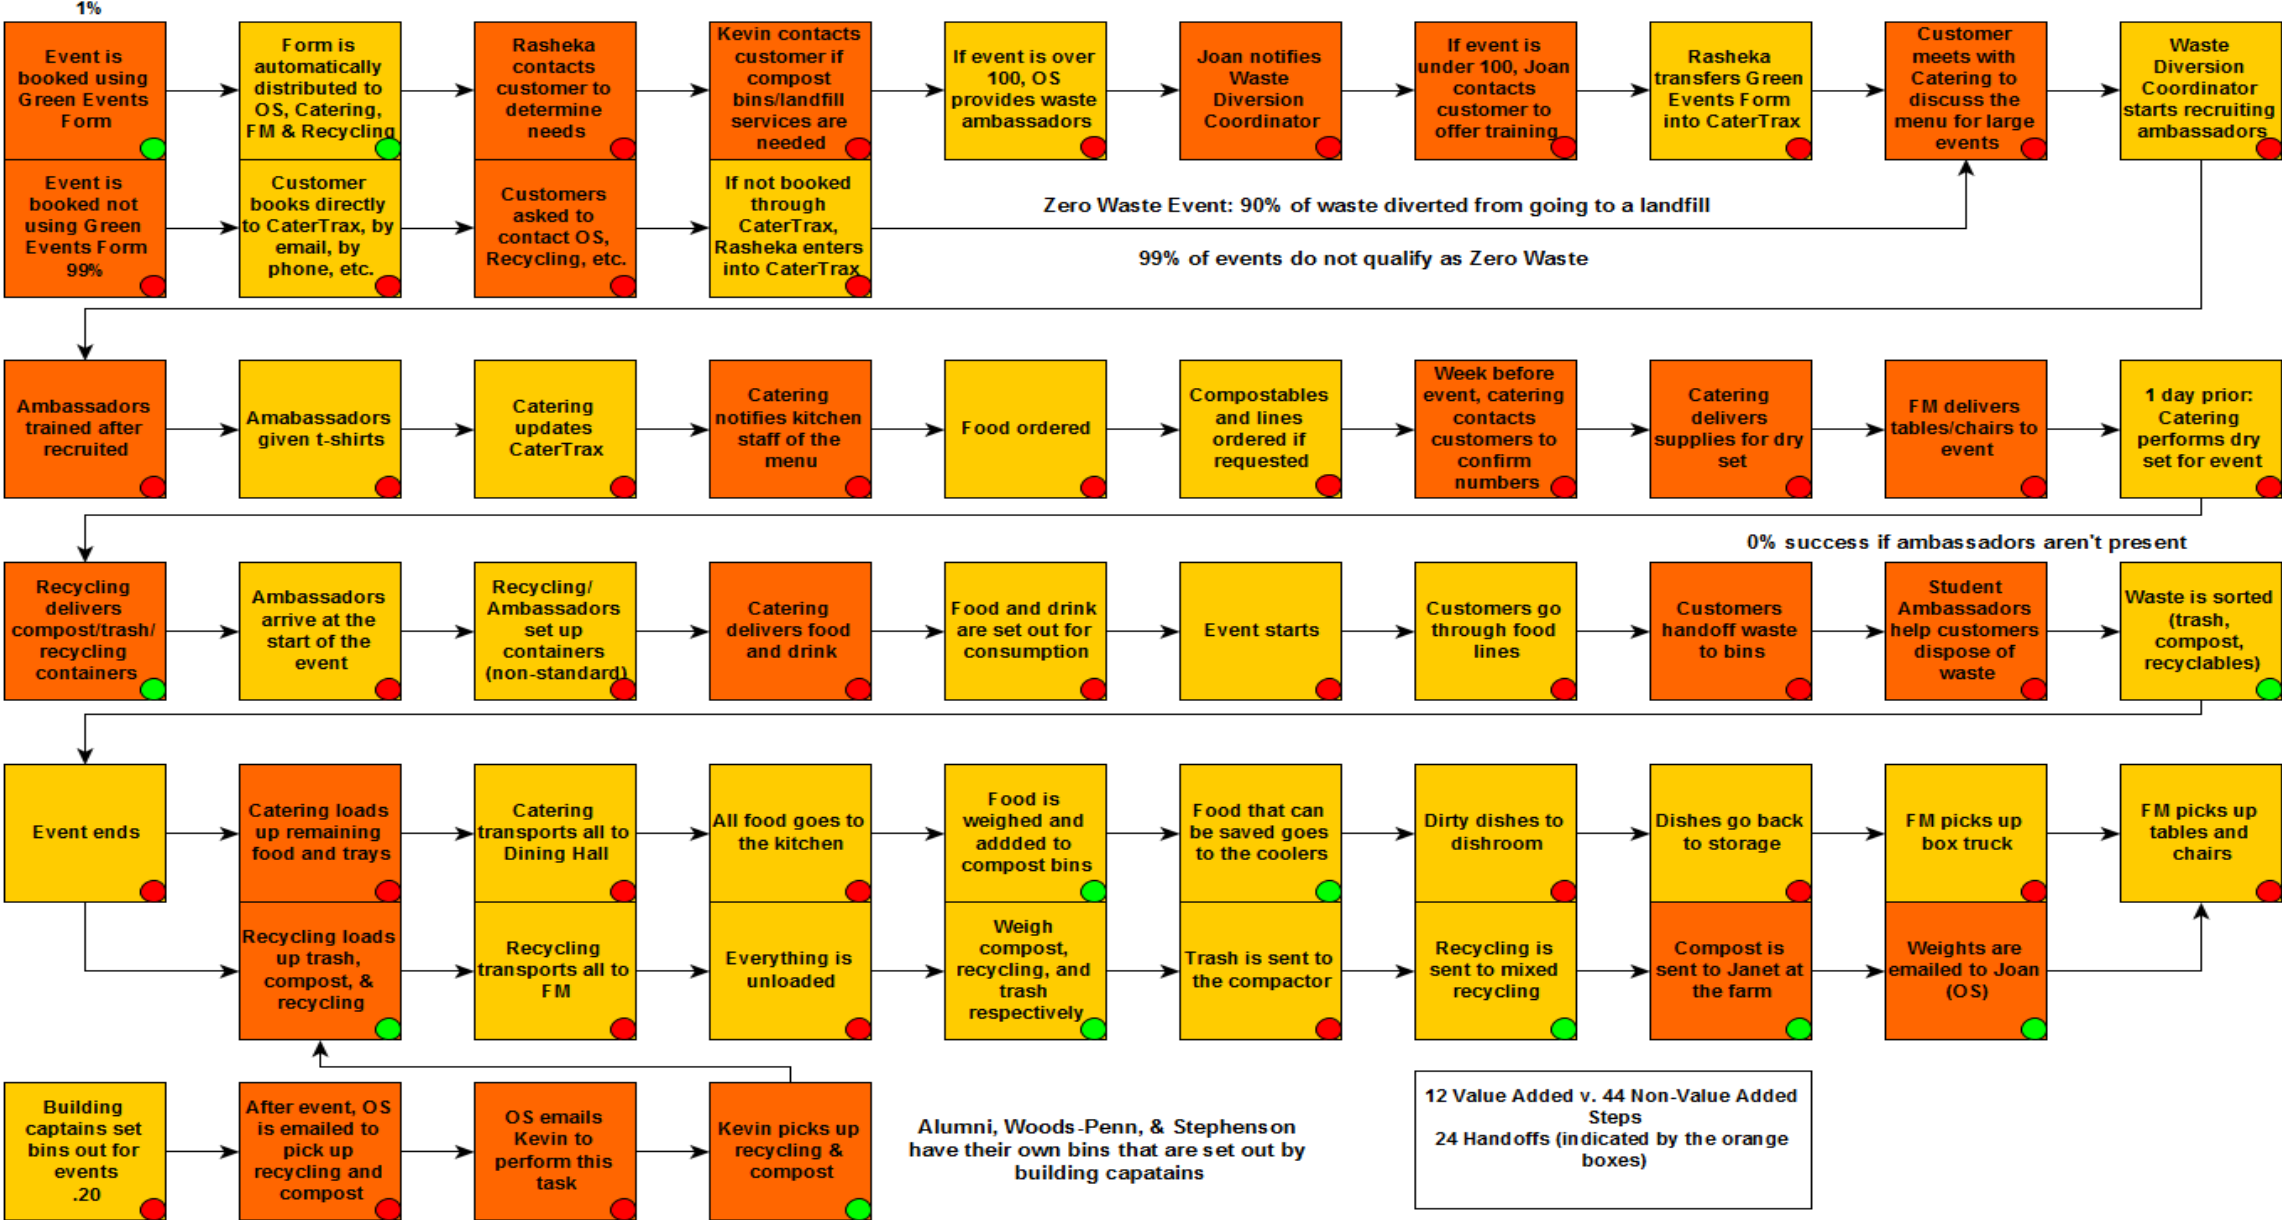 1%
Event is
booked using
Green Events
Form
Form is
automatically
distributed to
OS, Catering,
FM & Recycling
Rasheka
contacts
customer to
determine
needs
Kevin contacts
customer if
compost
bins/landfill
services are
needed
If event is over
100, OS
provides waste
ambassadors
Joan notifies
Waste
Diversion
Coordinator
If event is
under 100, Joan
contacts
customer to
offer training
Rasheka
transfers Green
Events Form
into CaterTrax
Customer
meets with
Catering to
discuss the
menu for large
events
Waste
Diversion
Coordinator
starts recruiting
ambassadors
Event is
booked not
using Green
Events Form
99%
Customer
books directly
to CaterTrax, by
email, by
phone, etc.
Customers
asked to
contact OS,
Recycling, etc.
If not booked
through
CaterTrax,
Rasheka enters
into CaterTrax
Zero Waste Event: 90% of waste diverted from going to a landfill
99% of events do not qualify as Zero Waste
Ambassadors
trained after
recruited
Amabassadors
given t-shirts
Catering
updates
CaterTrax
Catering
notifies kitchen
staff of the
menu
Food ordered
Compostables
and lines
ordered if
requested
Week before
event, catering
contacts
customers to
confirm
numbers
Catering
delivers
supplies for dry
set
FM delivers
tables/chairs to
event
1 day prior:
Catering
performs dry
set for event
0% success if ambassadors aren't present
Recycling
delivers
compost/trash/
recycling
containers
Ambassadors
arrive at the
start of the
event
Recycling/
Ambassadors
set up
containers
(non-standard)
Catering
delivers food
and drink
Food and drink
are set out for
consumption
Event starts
Customers go
through food
lines
Customers
handoff waste
to bins
Student
Ambassadors
help customers
dispose of
waste
Waste is sorted
(trash,
compost,
recyclables)
Event ends
Catering loads
up remaining
food and trays
Catering
transports all to
Dining Hall
All food goes to
the kitchen
Food is
weighed and
addded to
compost bins
Food that can
be saved goes
to the coolers
Dirty dishes to
dishroom
Dishes go back
to storage
FM picks up
box truck
FM picks up
tables and
chairs
Recycling loads
up trash,
compost, &
recycling
Recycling
transports all to
FM
Everything is
unloaded
Weigh
compost,
recycling, and
trash
respectively
Trash is sent to
the compactor
Recycling is
sent to mixed
recycling
Compost is
sent to Janet at
the farm
Weights are
emailed to Joan
(OS)
Building
captains set
bins out for
events
.20
After event, OS
is emailed to
pick up
recycling and
compost
OS emails
Kevin to
perform this
task
Kevin picks up
recycling &
compost
Alumni, Woods-Penn, & Stephenson
have their own bins that are set out by
building capatains
12 Value Added v. 44 Non-Value Added
Steps
24 Handoffs (indicated by the orange
boxes)